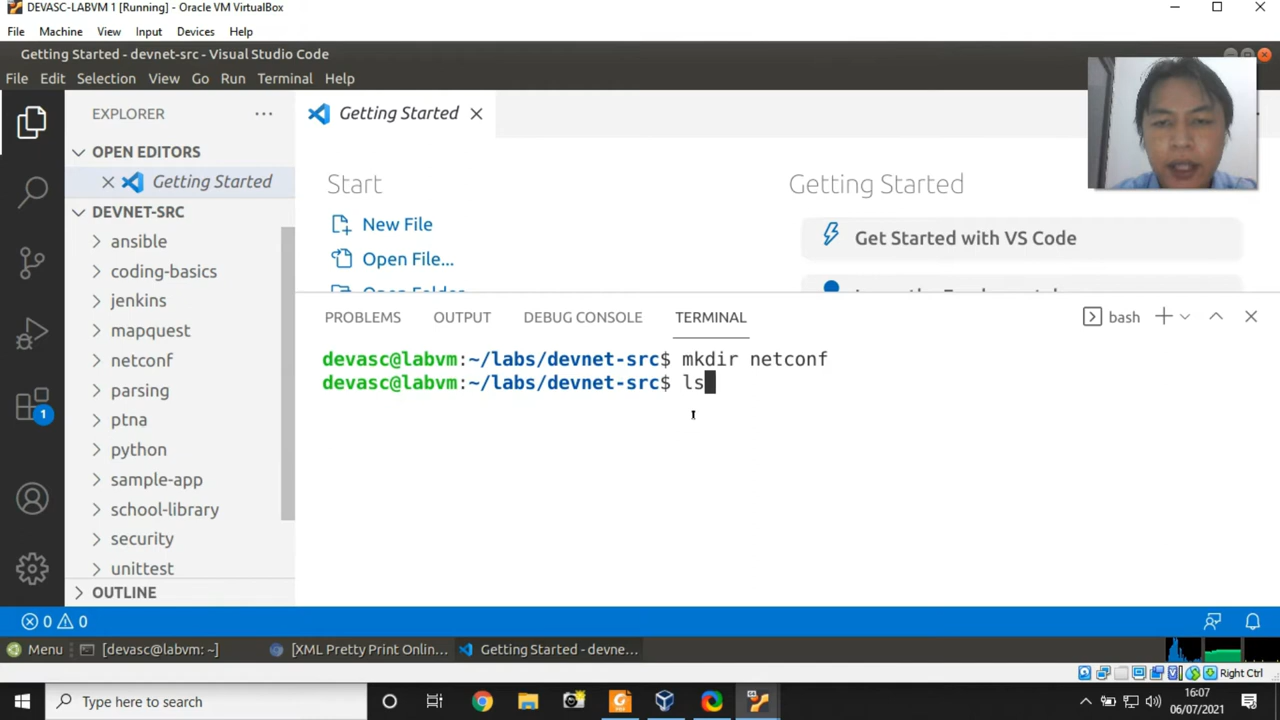 DEVASC-LABVM 1 [Running] - Oracle VM VirtualBox
File Machine View Input Devices Help
Getting Started - devnet-src - Visual Studio Code
File Edit Selection View Go Run Terminal Help
EXPLORER ···
Getting Started
OPEN EDITORS
Getting Started
DEVNET-SRC
ansible
coding-basics
jenkins
mapquest
netconf
parsing
ptna
python
sample-app
school-library
security
unittest
OUTLINE
1
Start
New File
Open File...
Getting Started
Get Started with VS Code
PROBLEMS OUTPUT DEBUG CONSOLE TERMINAL
bash
devasc@labvm:~/labs/devnet-src$ mkdir netconf
devasc@labvm:~/labs/devnet-src$ ls
0 0
Menu [devasc@labvm: ~] [XML Pretty Print Onlin... Getting Started - devne...
Right Ctrl
Type here to search
16:07
06/07/2021